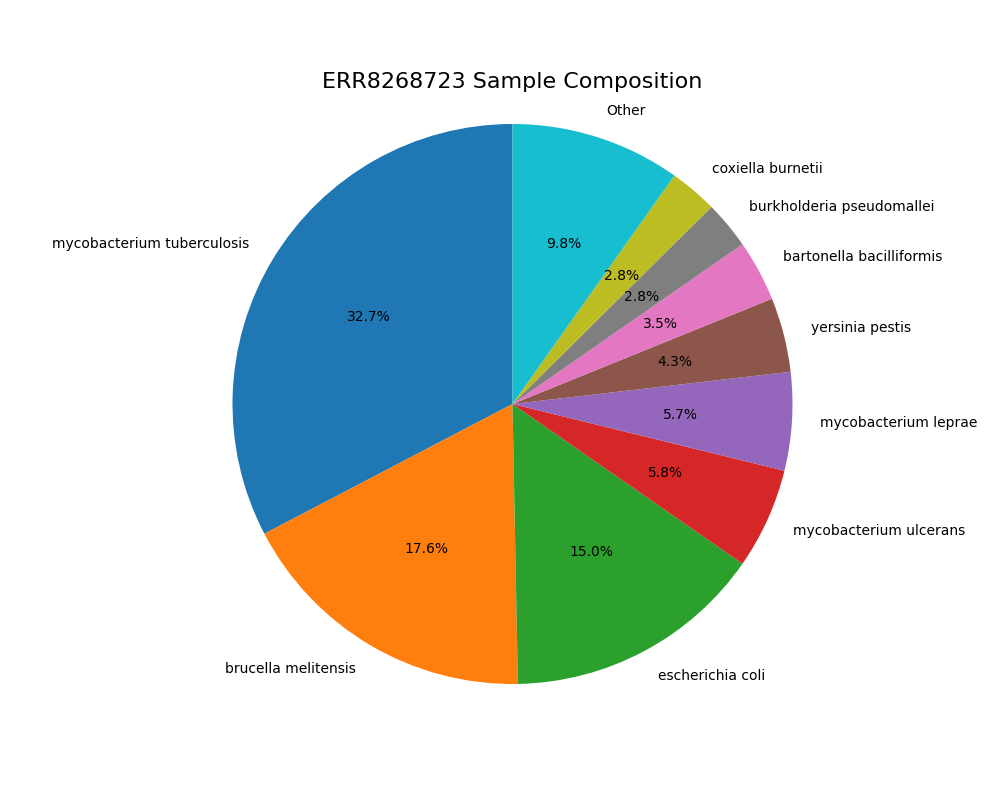 ERR8268723 Sample Composition
Other
coxiella burnetii
burkholderia pseudomallei
bartonella bacilliformis
yersinia pestis
mycobacterium leprae
mycobacterium ulcerans
escherichia coli
brucella melitensis
mycobacterium tuberculosis
9.8%
2.8%
2.8%
3.5%
4.3%
5.7%
5.8%
15.0%
17.6%
32.7%